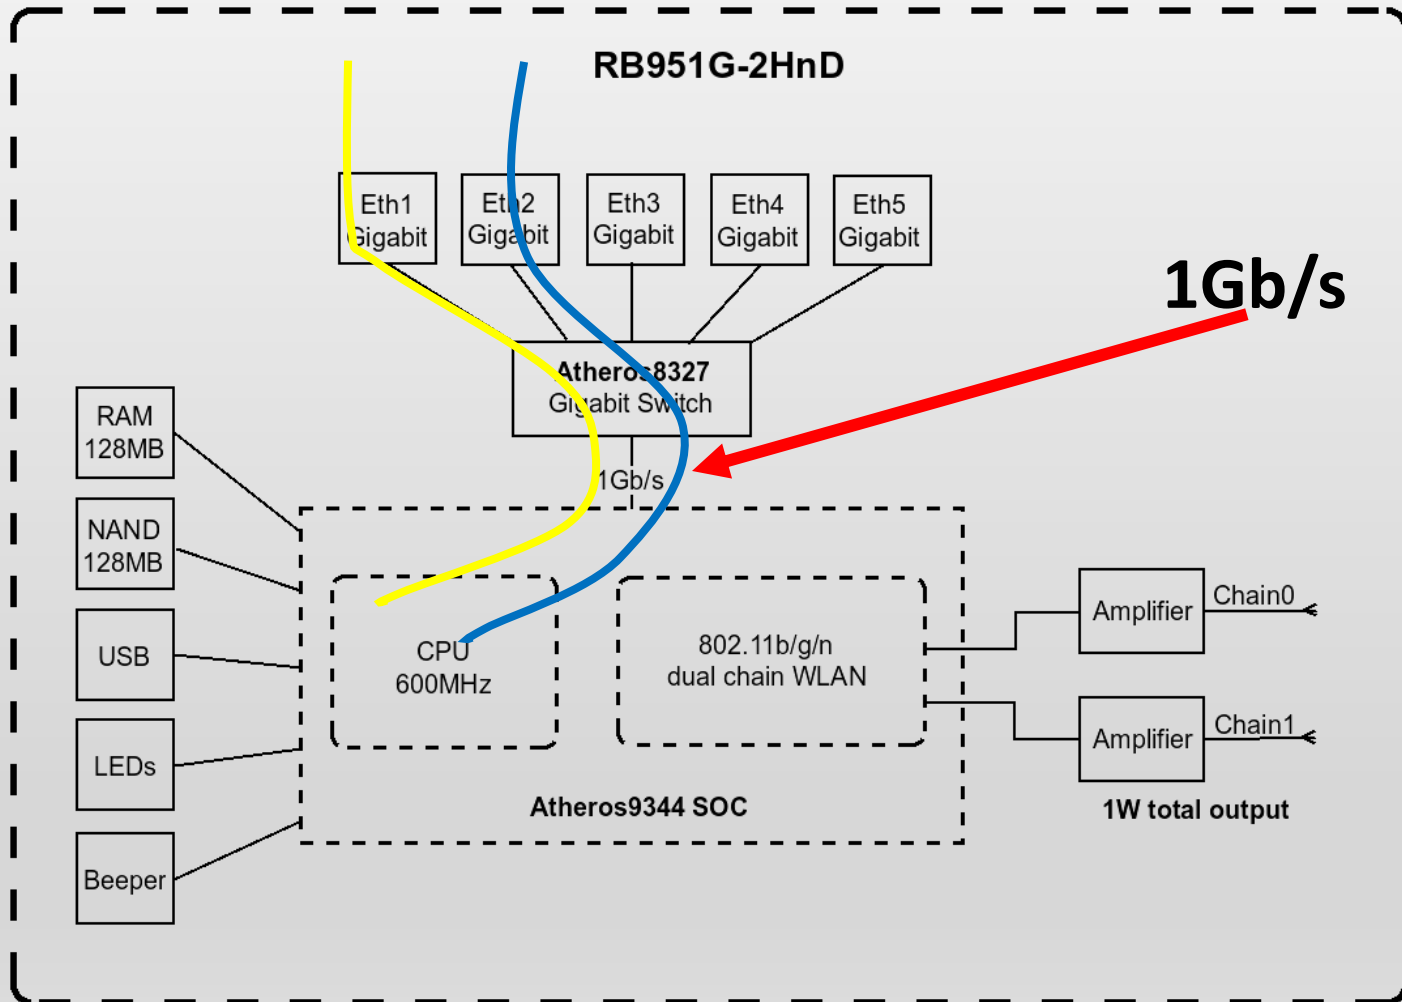 RB951G-2HnD
Eth1
Gigabit
Eth2
Gigabit
Eth3
Gigabit
Eth4
Gigabit
Eth5
Gigabit
1Gb/s
Atheros8327
Gigabit Switch
1Gb/s
RAM
128MB
NAND
128MB
USB
LEDs
Beeper
CPU
600MHz
802.11b/g/n
dual chain WLAN
Atheros9344 SOC
Amplifier
Chain0
Amplifier
Chain1
1W total output